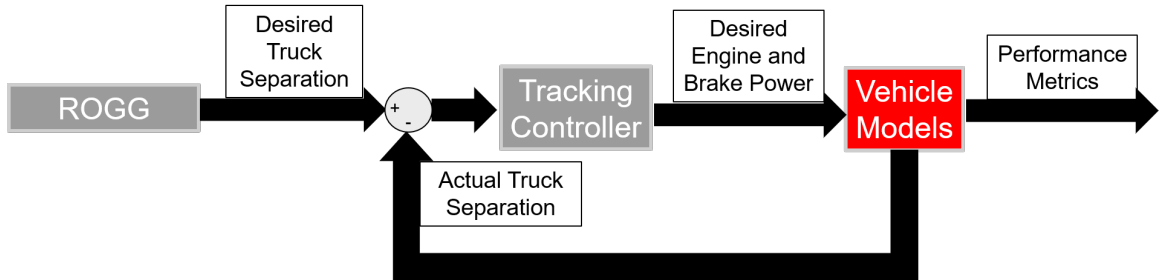 ROGG
Desired
Truck
Separation
+
-
Tracking
Controller
Desired
Engine and
Brake Power
Vehicle
Models
Performance
Metrics
Actual Truck
Separation